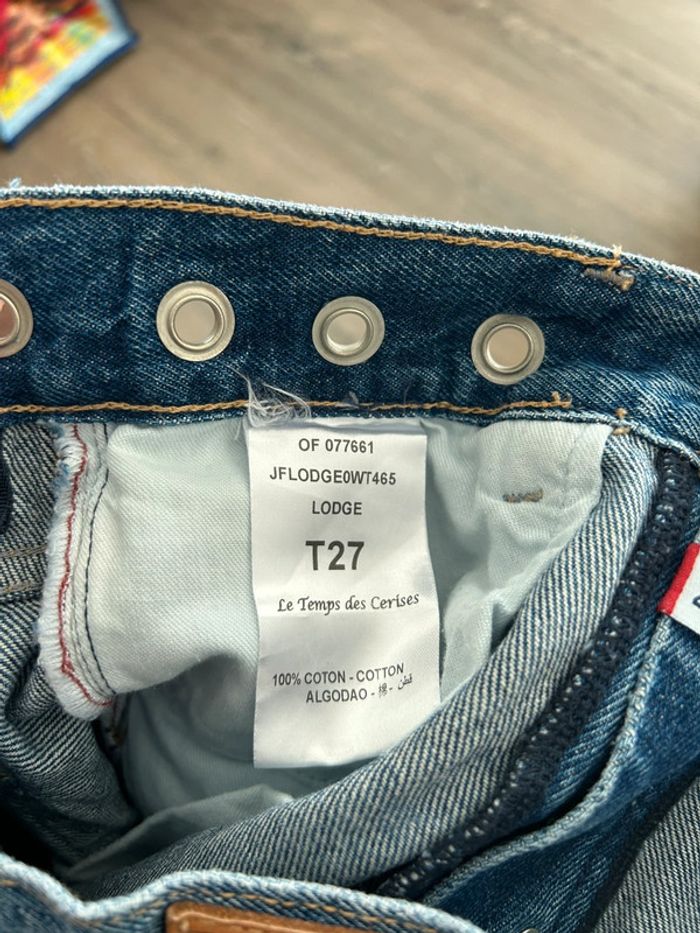 OF 077661
JFLODGE0WT465
LODGE
T27
Le Temps des Cerises
100% COTON - COTTON
ALGODAO - 棉 - قطن